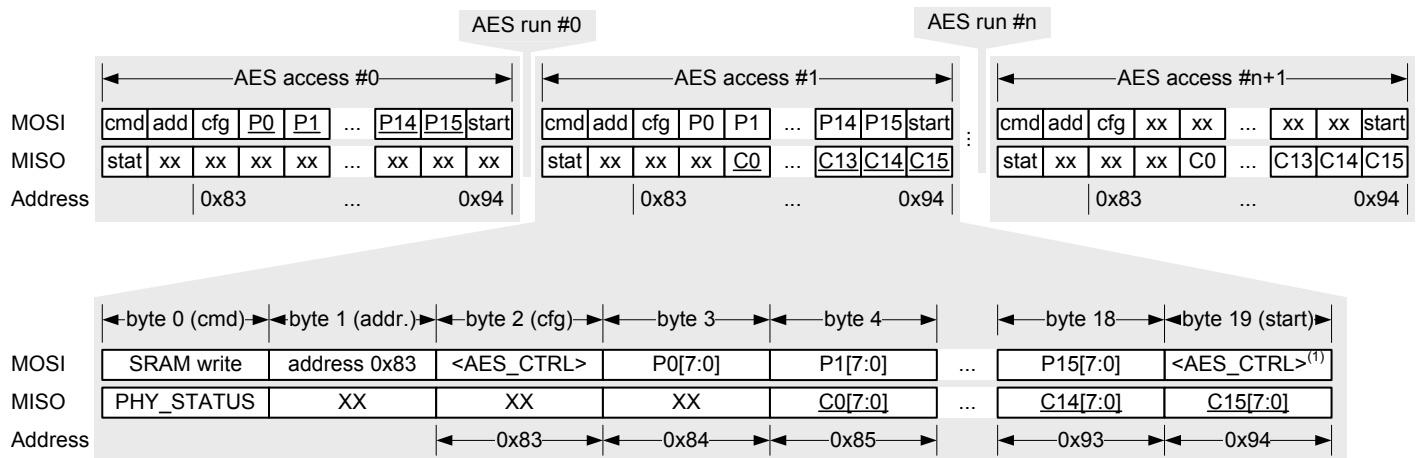 AES run #0 AES run #n
AES access #0 AES access #1 AES access #n+1
MOSI cmd add cfg P0 P1 ... P14 P15 start cmd add cfg P0 P1 ... P14 P15 start ... cmd add cfg xx xx ... xx xx start
MISO stat xx xx xx xx ... xx xx xx stat xx xx xx C0 ... C13 C14 C15 stat xx xx xx C0 ... C13 C14 C15
Address 0x83 ... 0x94 0x83 ... 0x94 0x83 ... 0x94
byte 0 (cmd) byte 1 (addr.) byte 2 (cfg) byte 3 byte 4 byte 18 byte 19 (start)
MOSI SRAM write address 0x83 <AES_CTRL> P0[7:0] P1[7:0] ... P15[7:0] <AES_CTRL>(1)
MISO PHY_STATUS XX XX XX C0[7:0] ... C14[7:0] C15[7:0]
Address 0x83 0x84 0x85 0x93 0x94